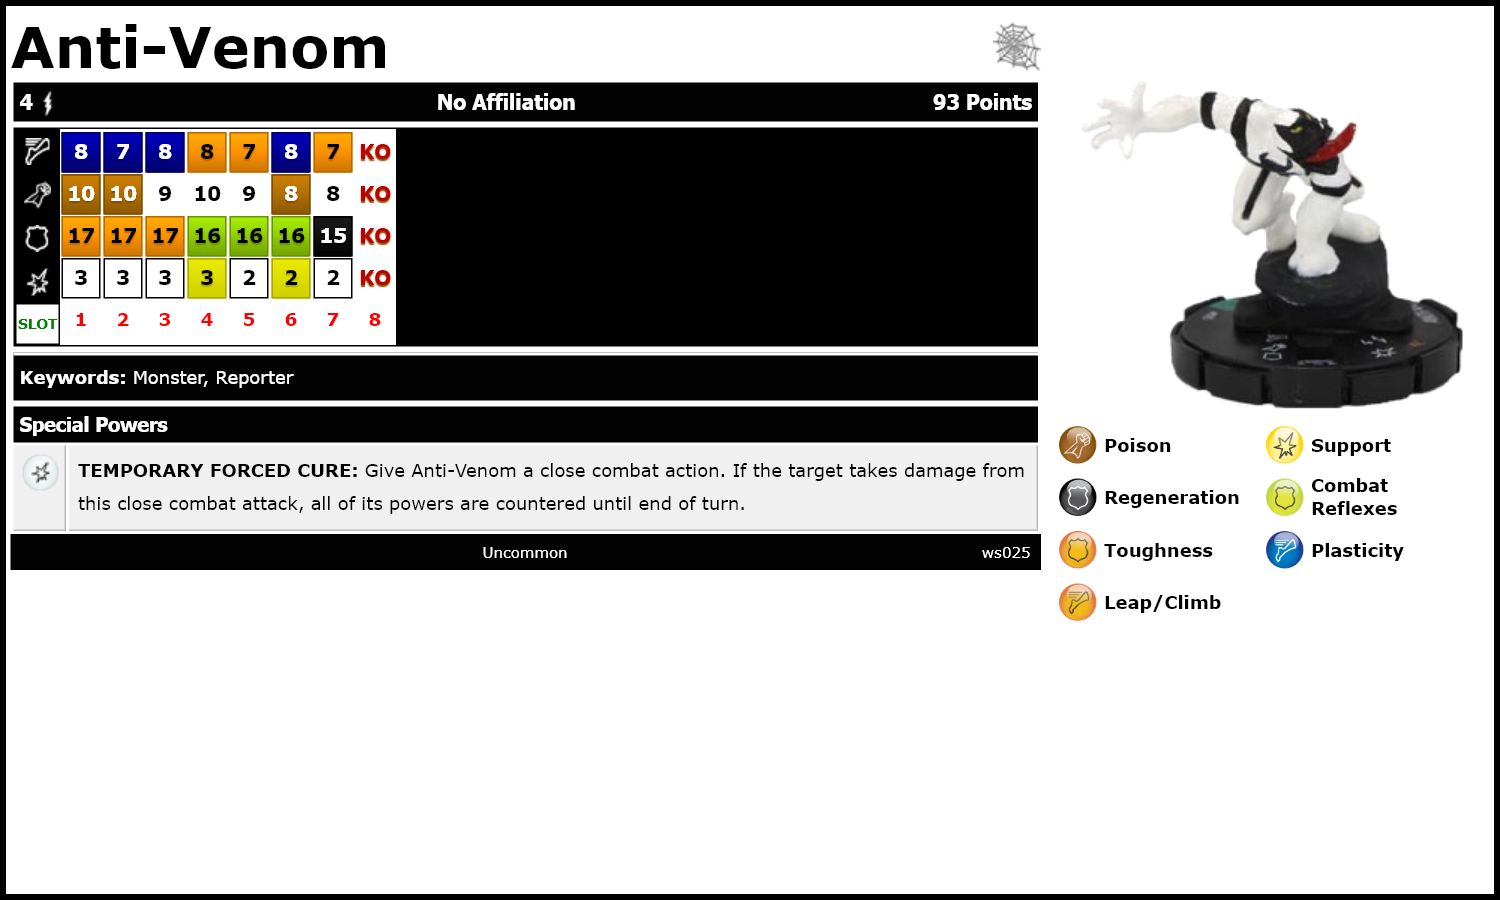 Anti-Venom
4 No Affiliation 93 Points
8 7 8 8 7 8 7 KO
10 10 9 10 9 8 8 KO
17 17 17 16 16 16 15 KO
3 3 3 3 2 2 2 KO
SLOT 1 2 3 4 5 6 7 8
Keywords: Monster, Reporter
Special Powers
TEMPORARY FORCED CURE: Give Anti-Venom a close combat action. If the target takes damage from
this close combat attack, all of its powers are countered until end of turn.
Uncommon ws025
Poison Support
Regeneration Combat
Reflexes
Toughness Plasticity
Leap/Climb